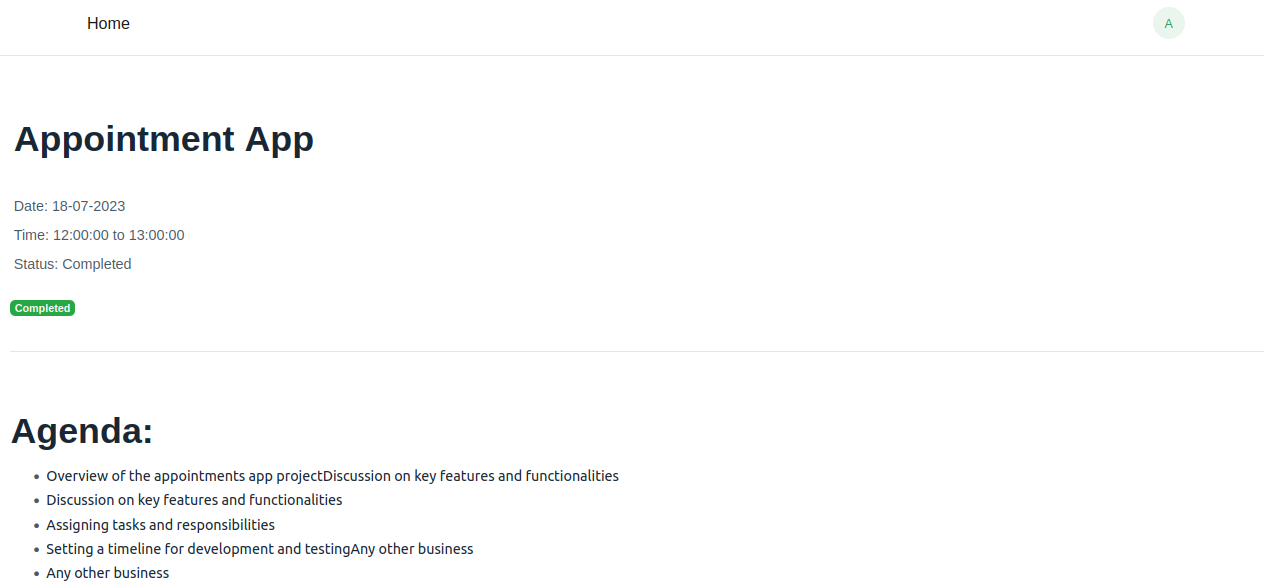 Home
A
Appointment App
Date: 18-07-2023
Time: 12:00:00 to 13:00:00
Status: Completed
Completed
Agenda:
Overview of the appointments app projectDiscussion on key features and functionalities
Discussion on key features and functionalities
Assigning tasks and responsibilities
Setting a timeline for development and testingAny other business
Any other business